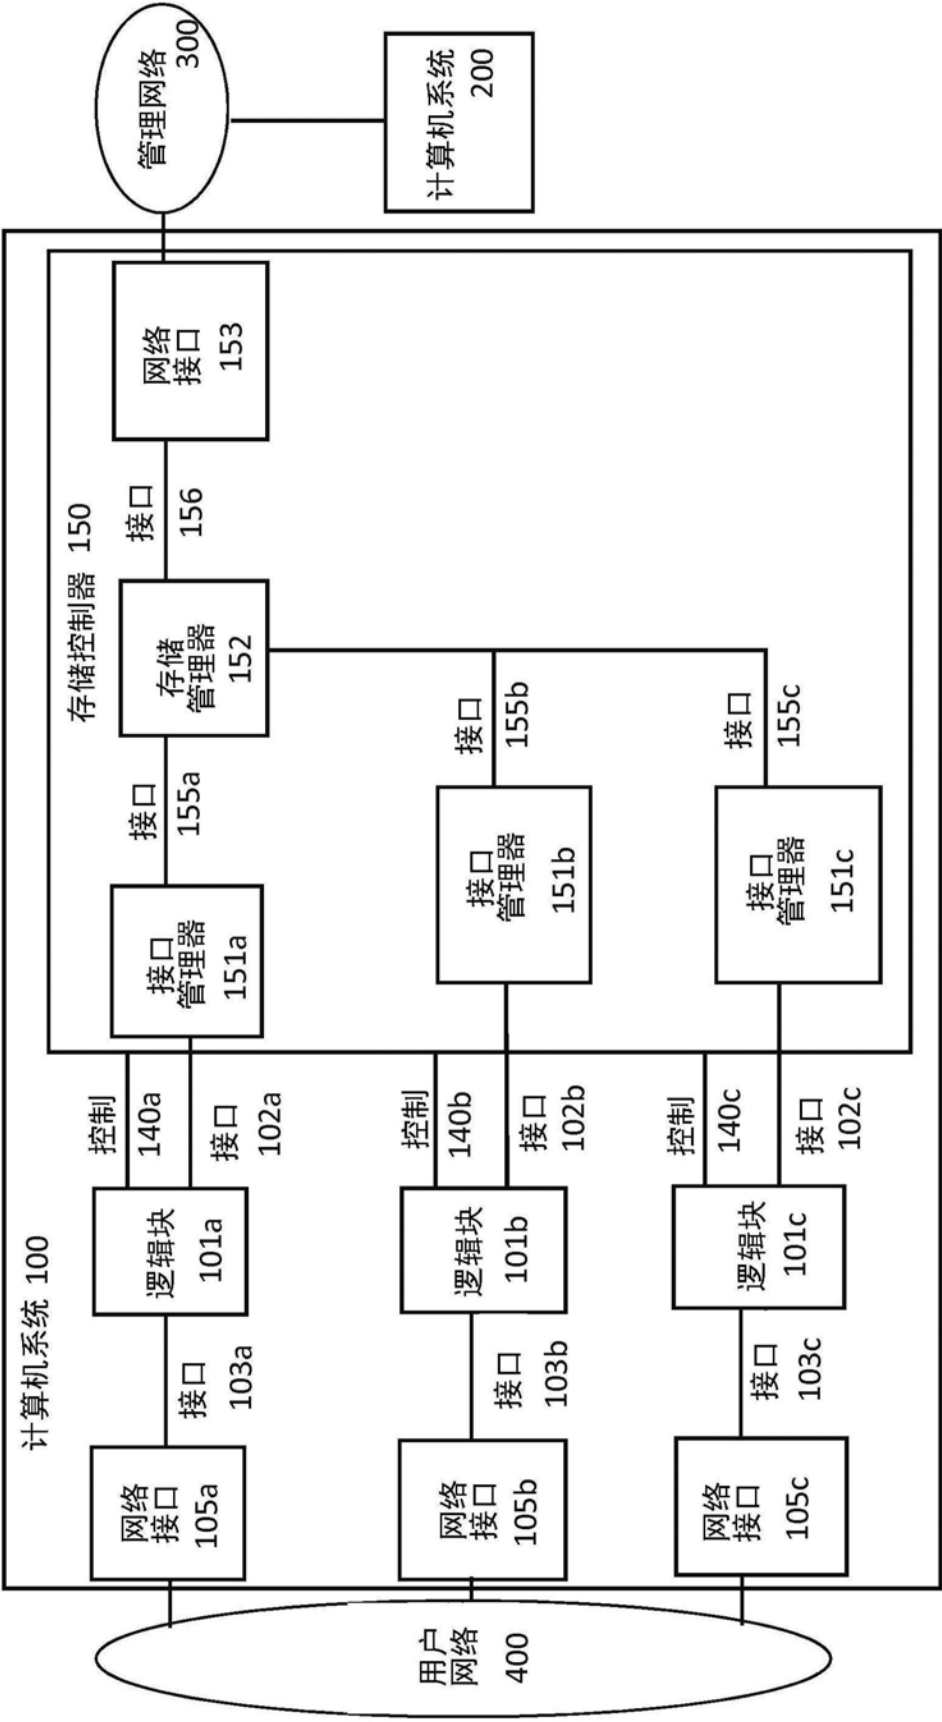 计算机系统 100
存储控制器 150
网络
接口
105a
接口
103a
逻辑块
101a
控制
140a
接口
102a
接口
管理器
151a
接口
155a
存储
管理器
152
接口
156
网络
接口
153
管理网络
300
计算机系统
200
用户
网络
400
网络
接口
105b
接口
103b
逻辑块
101b
控制
140b
接口
102b
接口
管理器
151b
接口
155b
网络
接口
105c
接口
103c
逻辑块
101c
控制
140c
接口
102c
接口
管理器
151c
接口
155c